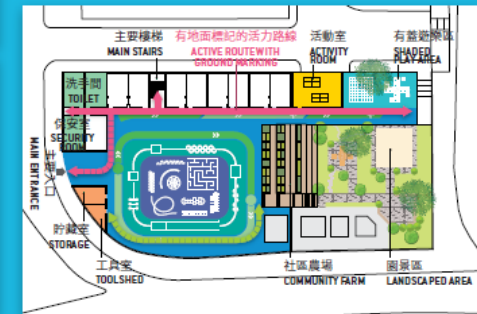 主要樓梯
MAIN STAIRS
有地面標記的活力路線
ACTIVE ROUTE WITH
GROUND MARKING
活動室
ACTIVITY
ROOM
有蓋遊樂區
SHADED
PLAY AREA
洗手間
TOILET
保安室
SECURITY
ROOM
主要入口
MAIN ENTRANCE
貯藏室
STORAGE
工具室
TOOLSHED
社區農場
COMMUNITY FARM
園景區
LANDSCAPED AREA